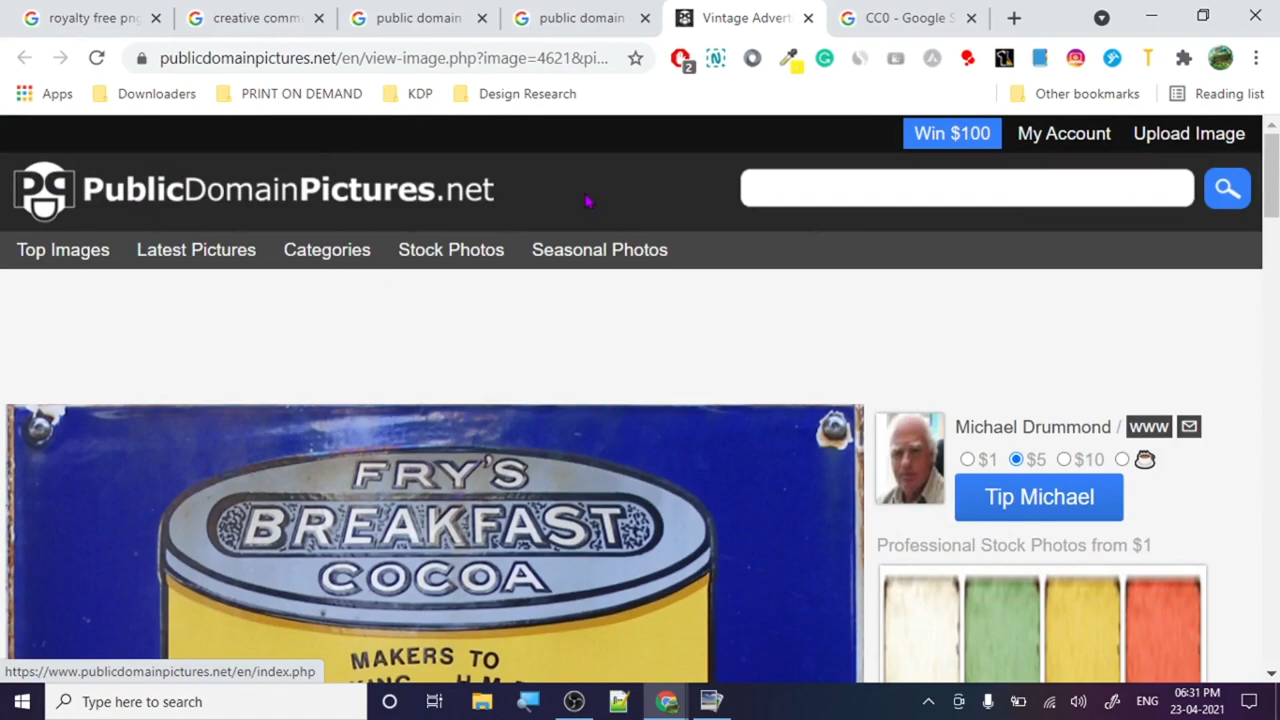 royalty free png
creative comm
public domain
public domain
Vintage Advert
CC0 - Google S
publicdomainpictures.net/en/view-image.php?image=4621&pi...
2
Apps
Downloaders
PRINT ON DEMAND
KDP
Design Research
Other bookmarks
Reading list
Win $100
My Account
Upload Image
PublicDomainPictures.net
Top Images
Latest Pictures
Categories
Stock Photos
Seasonal Photos
FRY'S
BREAKFAST
COCOA
MAKERS TO
Michael Drummond / www
$1 $5 $10
Tip Michael
Professional Stock Photos from $1
https://www.publicdomainpictures.net/en/index.php
Type here to search
ENG
06:31 PM
23-04-2021